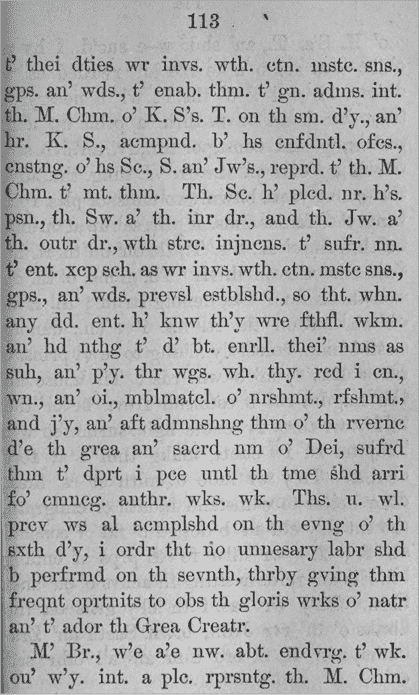 113
t' thei dties wr invs. wth. ctn. mstc. sns.,
gps. an' wds., t' enab. thm. t' gn. adms. int.
th. M. Chm. o' K. S's. T. on th sm. d'y., an'
hr. K. S., acmpnd. b' hs cnfdntl. ofcs.,
cnstng. o' hs Sc., S. an' Jw's., reprd. t' th. M.
Chm. t' mt. thm. Th. Sc. h' plcd. nr. h's.
psn., th. Sw. a' th. inr dr., and th. Jw. a'
th. outr dr., wth strc. injncns. t' sufr. nn.
t' ent. xcp sch. as wr invs. wth. ctn. mstc sns.,
gps., an' wds. prevsl estblshd., so tht. whn.
any dd. ent. h' knw th'y wre fthfl. wkm.
an' hd nthg t' d' bt. enrll. thei' nms as
suh, an' p'y. thr wgs. wh. thy. rcd i cn.,
wn., an' oi., mblmatcl. o' nrshmt., rfshmt.,
and j'y, an' aft admnshng thm o' th rvernc
d'e th grea an' sacrd nm o' Dei, sufrd
thm t' dprt i pce untl th tme shd arri
fo' cmncg. anthr. wks. wk. Ths. u. wl.
prcv ws al acmplshd on th evng o' th
sxth d'y, i ordr tht no unnesary labr shd
b perfrmd on th sevnth, thrby gving thm
freqnt oprtnits to obs th gloris wrks o' natr
an' t' ador th Grea Creatr.
M' Br., w'e a'e nw. abt. endvrg. t' wk.
ou' w'y. int. a plc. rprsntg. th. M. Chm.